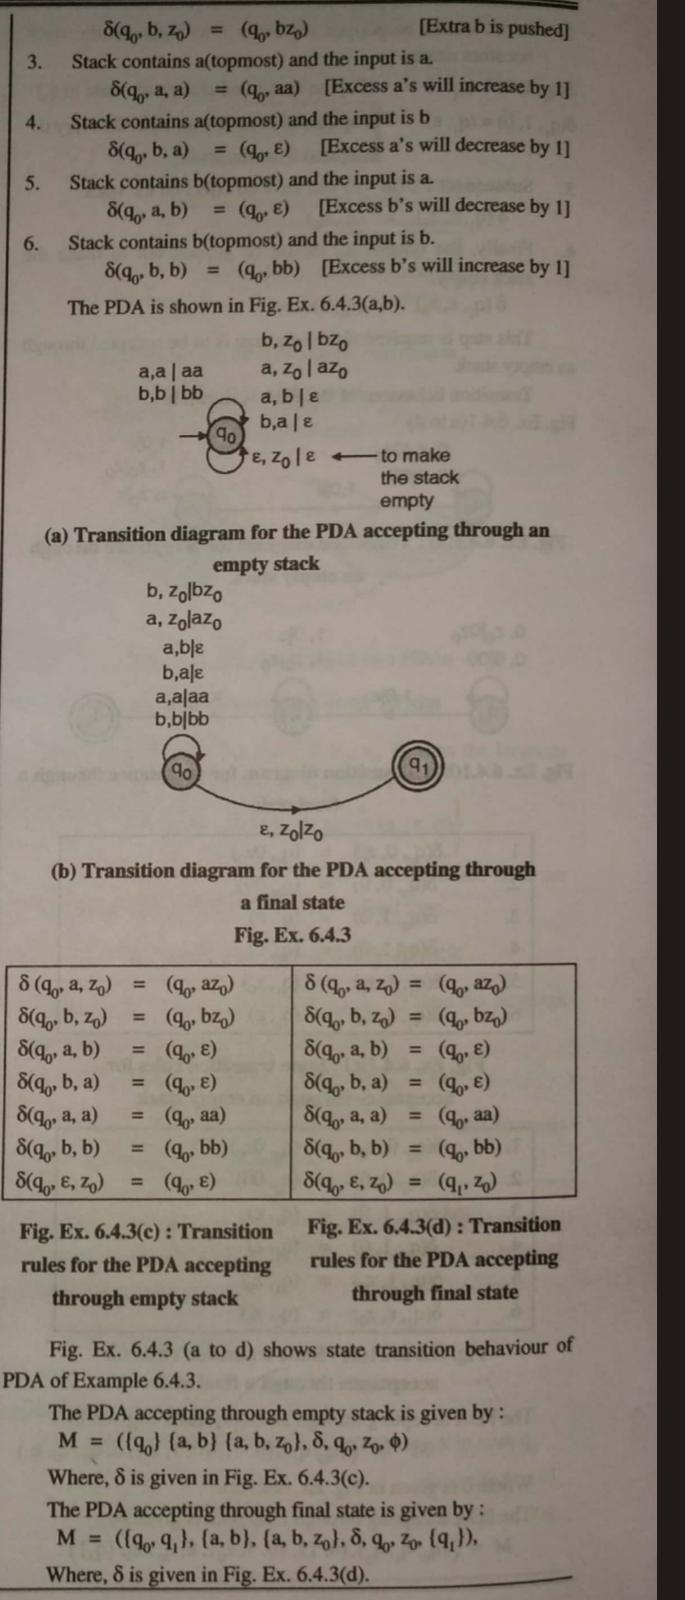 δ(q₀, b, z₀) = (q₀, bz₀) [Extra b is pushed]
3. Stack contains a(topmost) and the input is a.
δ(q₀, a, a) = (q₀, aa) [Excess a's will increase by 1]
4. Stack contains a(topmost) and the input is b
δ(q₀, b, a) = (q₀, ε) [Excess a's will decrease by 1]
5. Stack contains b(topmost) and the input is a.
δ(q₀, a, b) = (q₀, ε) [Excess b's will decrease by 1]
6. Stack contains b(topmost) and the input is b.
δ(q₀, b, b) = (q₀, bb) [Excess b's will increase by 1]
The PDA is shown in Fig. Ex. 6.4.3(a,b).
b, z₀ | bz₀
a,a | aa a, z₀ | az₀
b,b | bb a, b | ε
b,a | ε
q₀
ε, z₀ | ε to make
the stack
empty
(a) Transition diagram for the PDA accepting through an
empty stack
b, z₀|bz₀
a, z₀|az₀
a,b|ε
b,a|ε
a,a|aa
b,b|bb
q₀ q₁
ε, z₀|z₀
(b) Transition diagram for the PDA accepting through
a final state
Fig. Ex. 6.4.3
δ (q₀, a, z₀) = (q₀, az₀) δ (q₀, a, z₀) = (q₀, az₀)
δ(q₀, b, z₀) = (q₀, bz₀) δ(q₀, b, z₀) = (q₀, bz₀)
δ(q₀, a, b) = (q₀, ε) δ(q₀, a, b) = (q₀, ε)
δ(q₀, b, a) = (q₀, ε) δ(q₀, b, a) = (q₀, ε)
δ(q₀, a, a) = (q₀, aa) δ(q₀, a, a) = (q₀, aa)
δ(q₀, b, b) = (q₀, bb) δ(q₀, b, b) = (q₀, bb)
δ(q₀, ε, z₀) = (q₀, ε) δ(q₀, ε, z₀) = (q₁, z₀)
Fig. Ex. 6.4.3(c) : Transition
rules for the PDA accepting
through empty stack
Fig. Ex. 6.4.3(d) : Transition
rules for the PDA accepting
through final state
Fig. Ex. 6.4.3 (a to d) shows state transition behaviour of
PDA of Example 6.4.3.
The PDA accepting through empty stack is given by :
M = ({q₀} {a, b} {a, b, z₀}, δ, q₀, z₀, ϕ)
Where, δ is given in Fig. Ex. 6.4.3(c).
The PDA accepting through final state is given by :
M = ({q₀, q₁}, {a, b}, {a, b, z₀}, δ, q₀, z₀, {q₁}),
Where, δ is given in Fig. Ex. 6.4.3(d).